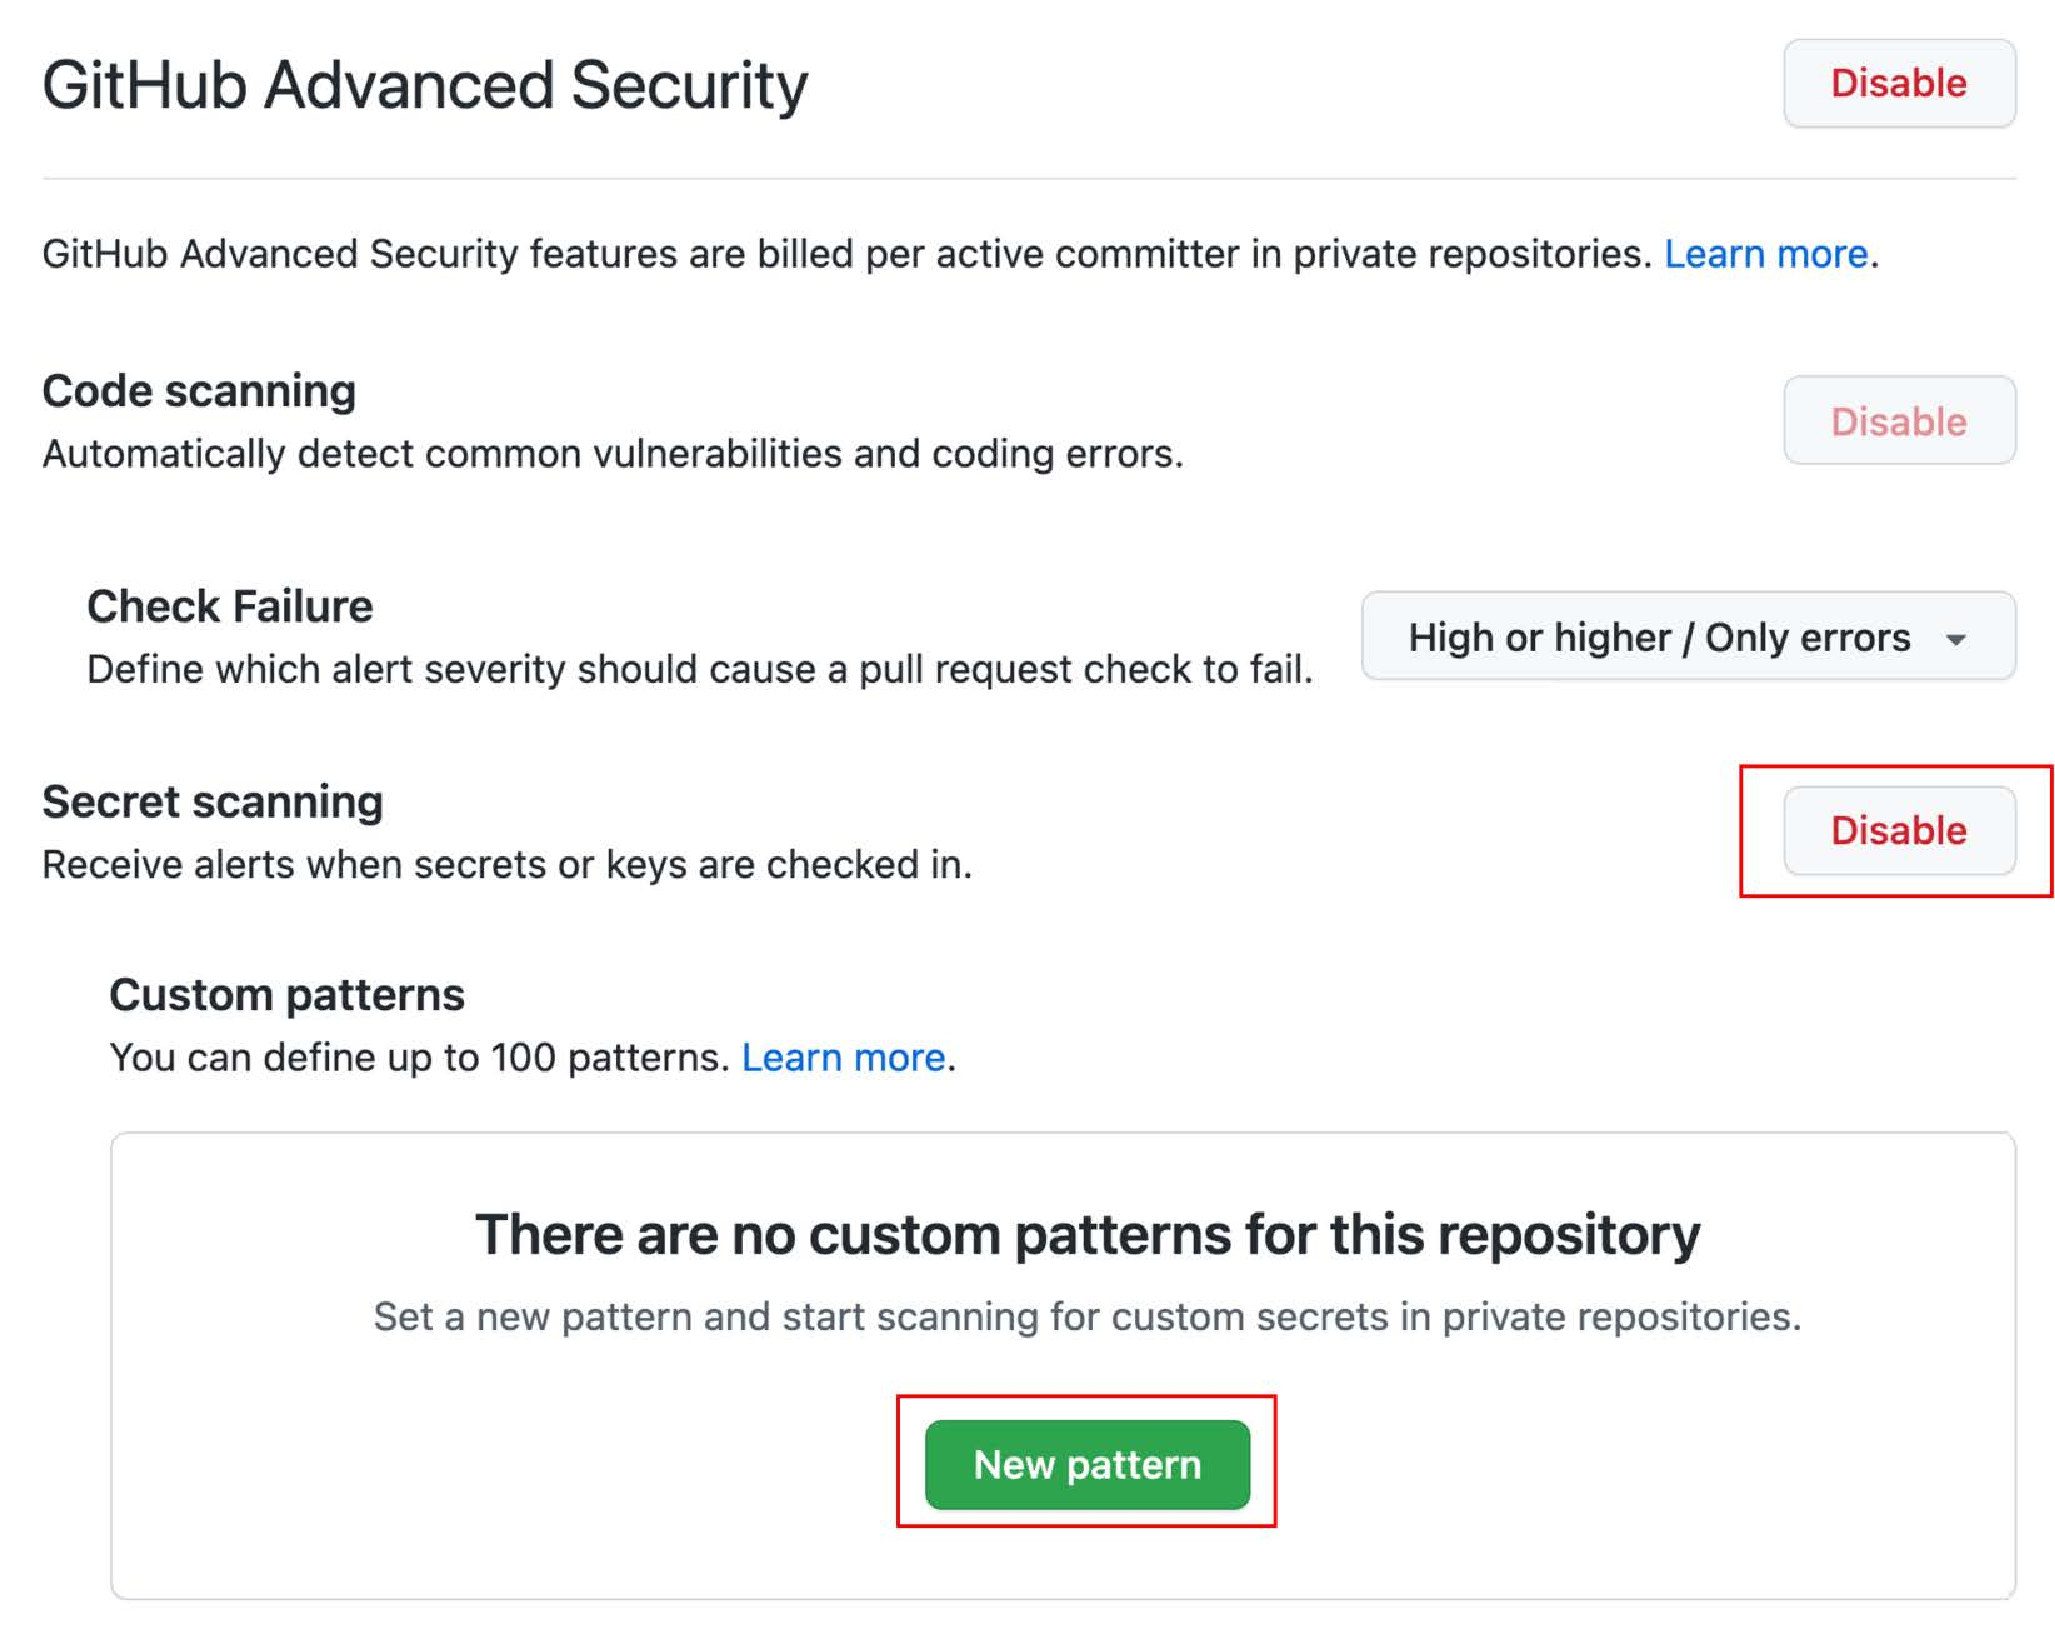 GitHub Advanced Security
Disable
GitHub Advanced Security features are billed per active committer in private repositories. Learn more.
Code scanning
Disable
Automatically detect common vulnerabilities and coding errors.
Check Failure
High or higher / Only errors
Define which alert severity should cause a pull request check to fail.
Secret scanning
Disable
Receive alerts when secrets or keys are checked in.
Custom patterns
You can define up to 100 patterns. Learn more.
There are no custom patterns for this repository
Set a new pattern and start scanning for custom secrets in private repositories.
New pattern